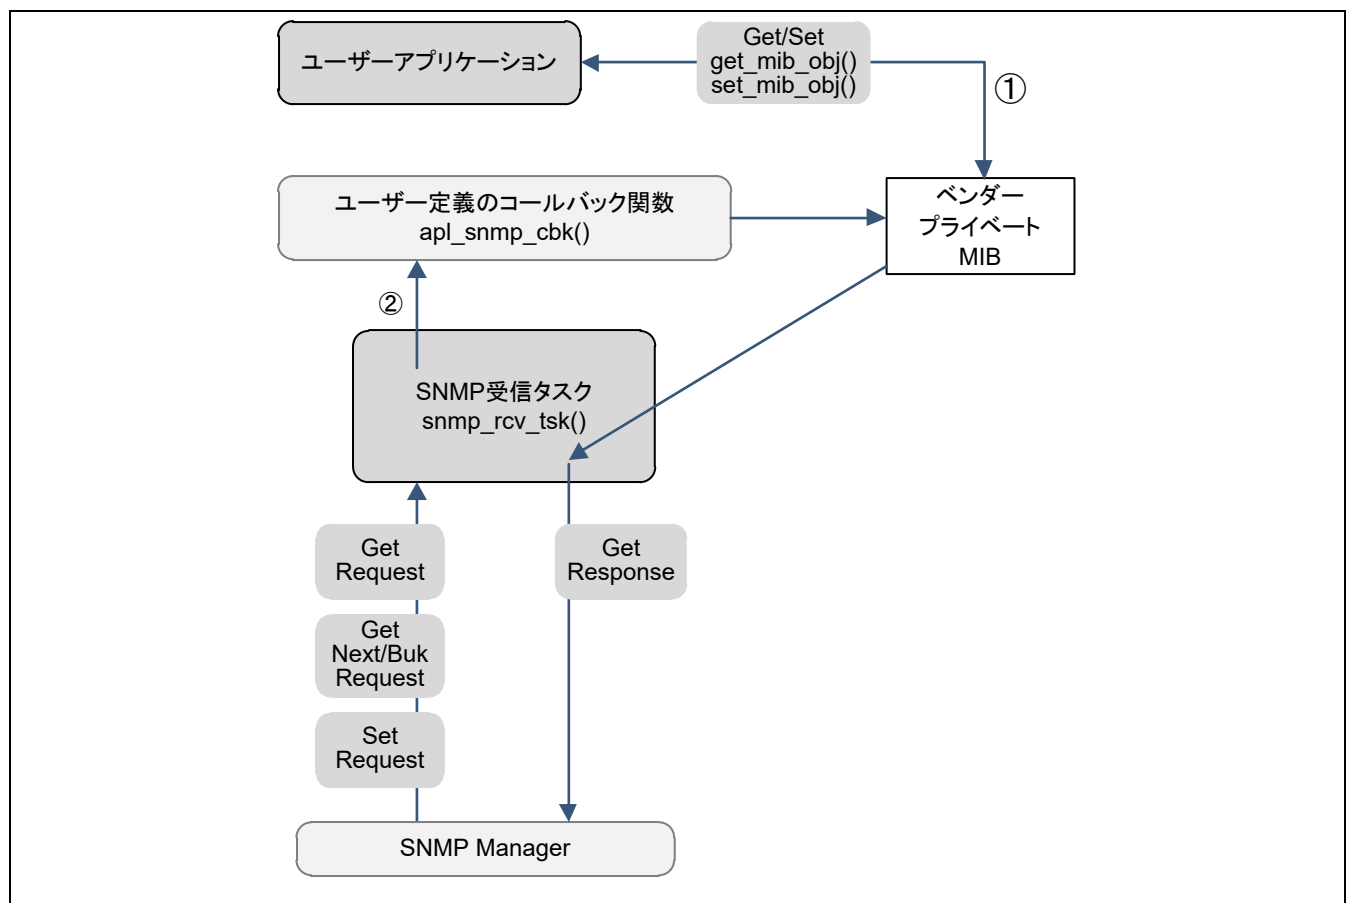 ユーザーアプリケーション
Get/Set
get_mib_obj()
set_mib_obj()
①
ユーザー定義のコールバック関数
apl_snmp_cbk()
ベンダー
プライベート
MIB
②
SNMP受信タスク
snmp_rcv_tsk()
Get
Request
Get
Response
Get
Next/Buk
Request
Set
Request
SNMP Manager